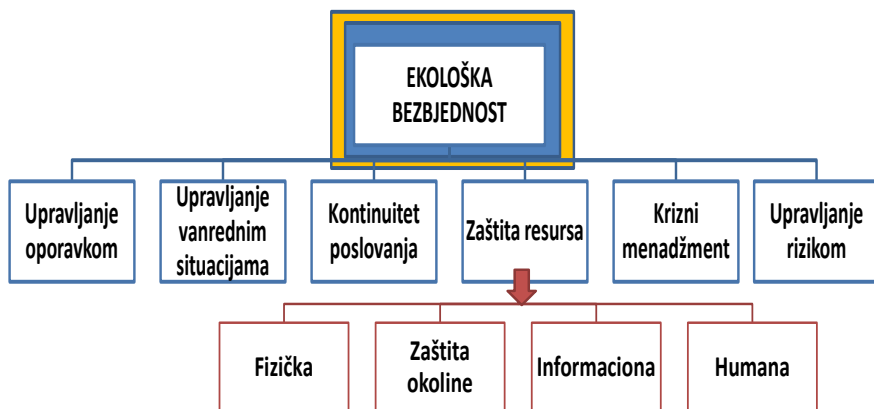 EKOLOŠKA
BEZBJEDNOST
Upravljanje
oporavkom
Upravljanje
vanrednim
situacijama
Kontinuitet
poslovanja
Zaštita resursa
Krizni
menadžment
Upravljanje
rizikom
Fizička
Zaštita
okoline
Informaciona
Humana